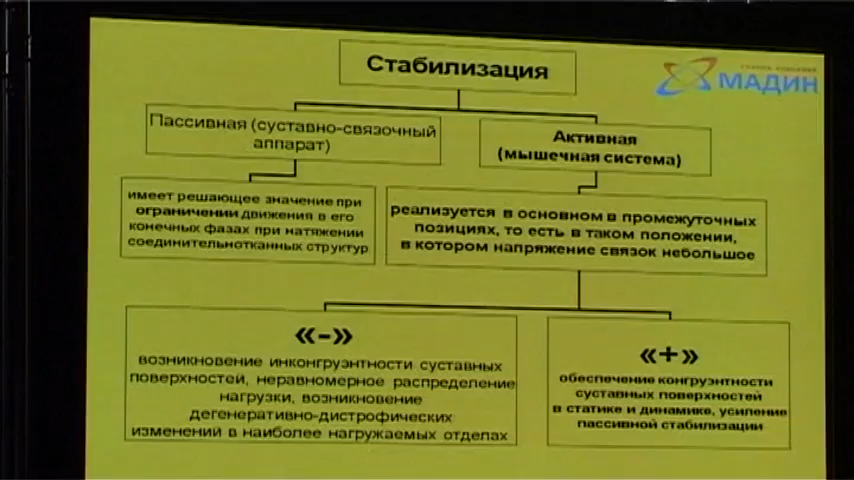 Стабилизация
МАДИН
Пассивная (суставно-связочный
аппарат)
Активная
(мышечная система)
имеет решающее значение при
ограничении движения в его
конечных фазах при натяжении
соединительнотканных структур
реализуется в основном в промежуточных
позициях, то есть в таком положении,
в котором напряжение связок небольшое
«-»
возникновение инконгруэнтности суставных
поверхностей, неравномерное распределение
нагрузки, возникновение
дегенеративно-дистрофических
изменений в наиболее нагружаемых отделах
«+»
обеспечение конгруэнтности
суставных поверхностей
в статике и динамике, усиление
пассивной стабилизации